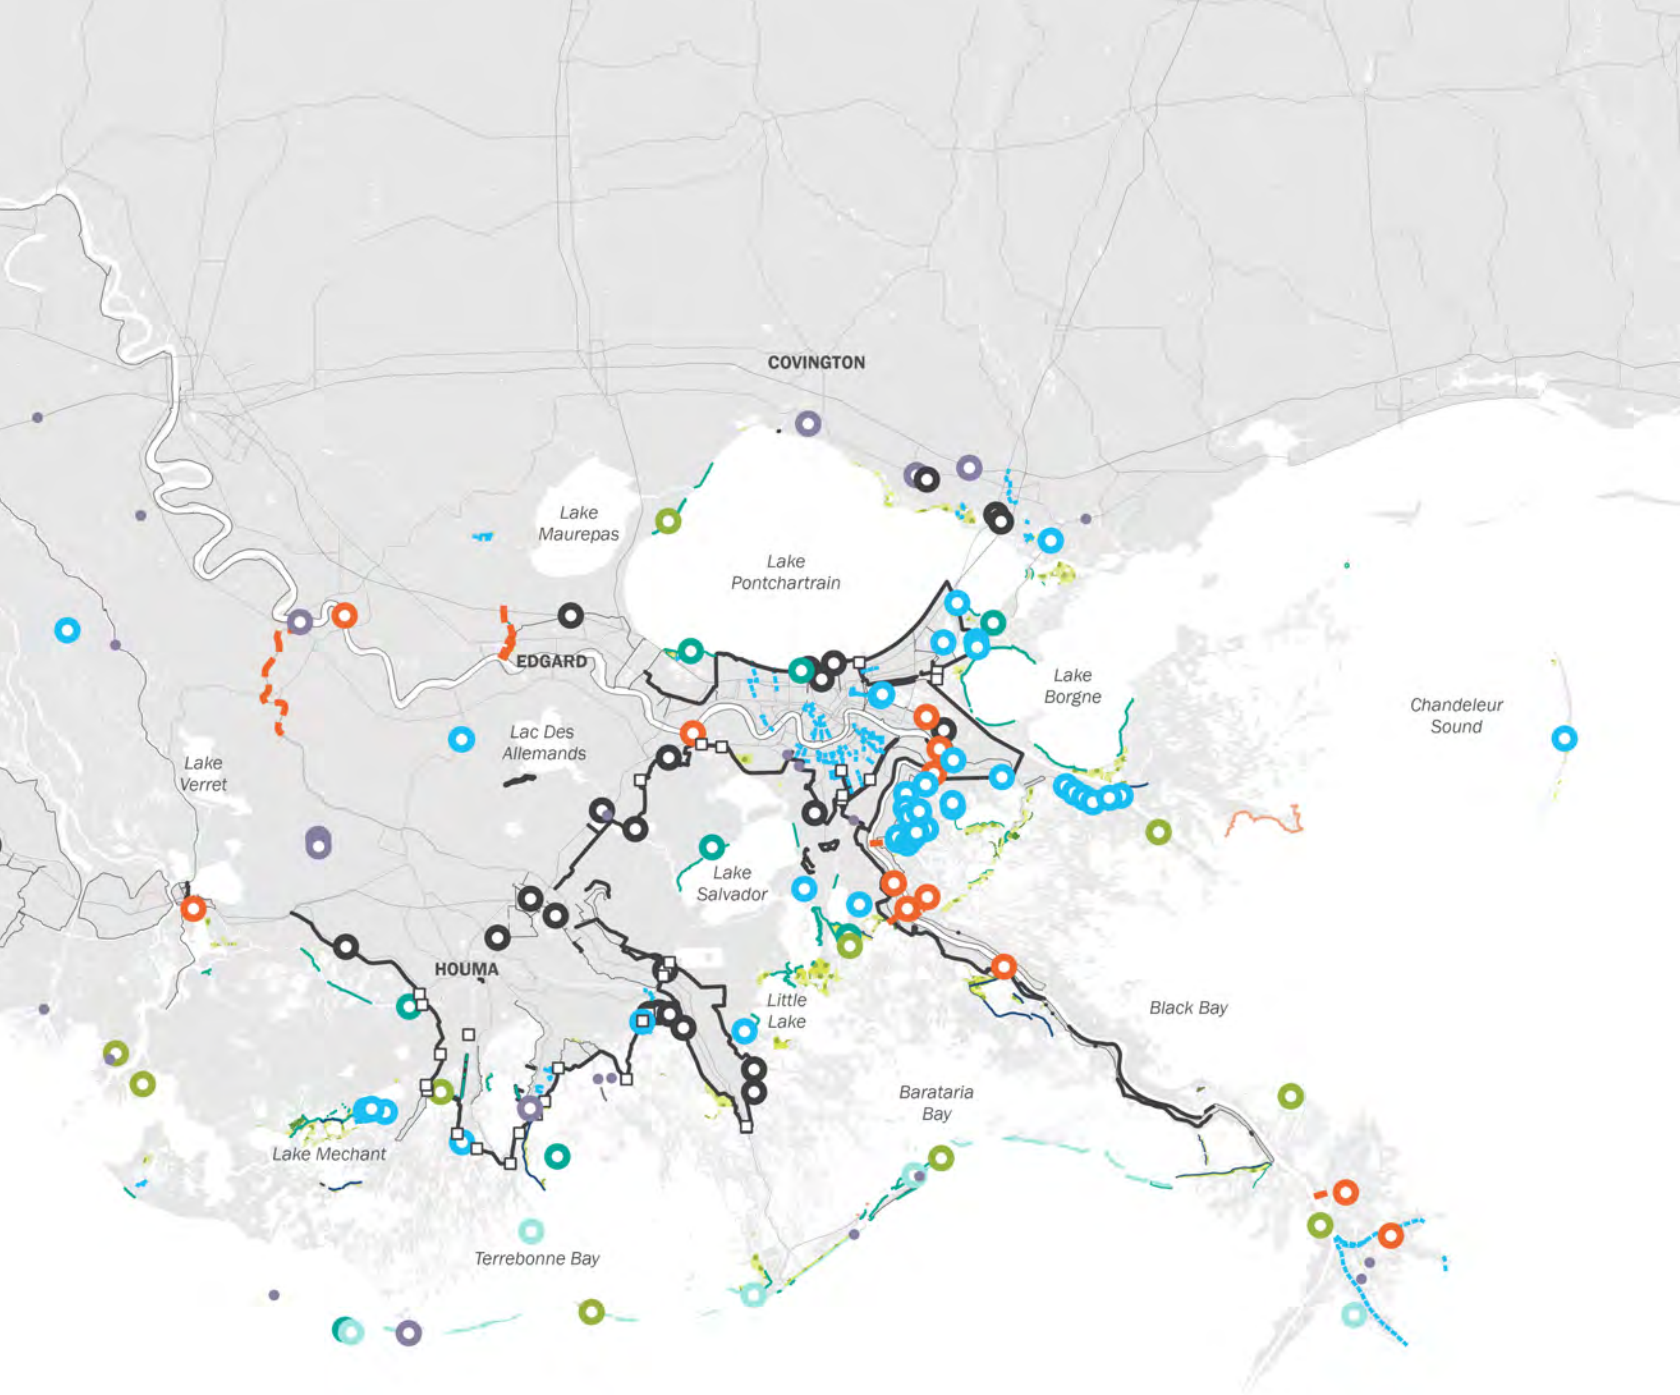 COVINGTON
Lake
Maurepas
Lake
Pontchartrain
EDGARD
Lake
Borgne
Chandeleur
Sound
Lac Des
Allemands
Lake
Verret
Lake
Salvador
HOUMA
Little
Lake
Black Bay
Barataria
Bay
Lake Mechant
Terrebonne Bay